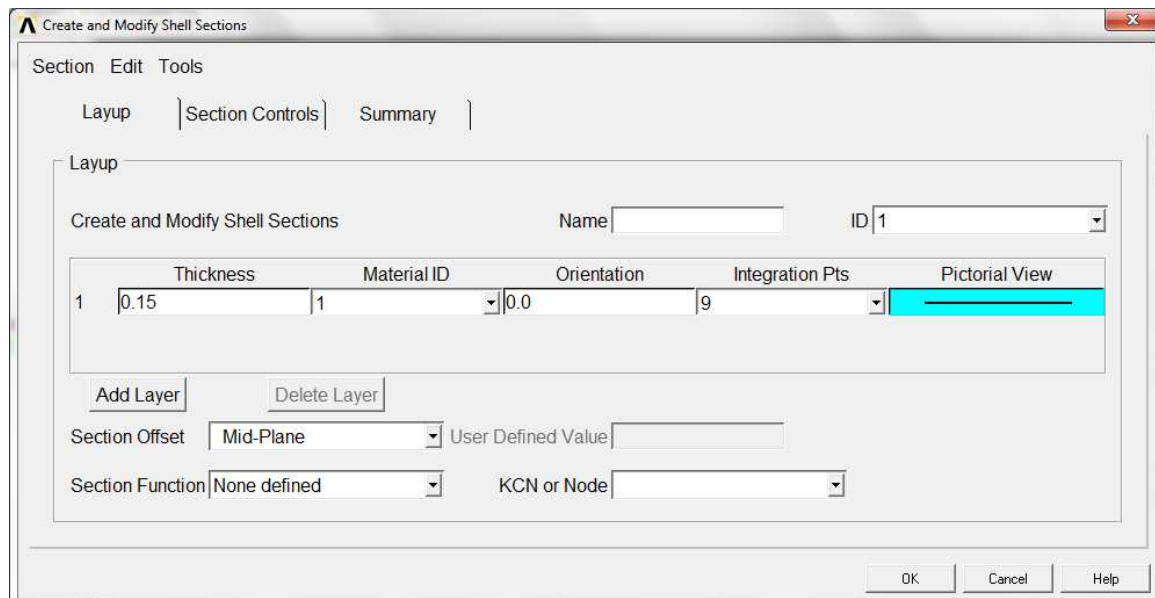 Create and Modify Shell Sections
Section Edit Tools
Layup Section Controls Summary
Layup
Create and Modify Shell Sections Name ID 1
Thickness Material ID Orientation Integration Pts Pictorial View
1 0.15 1 0.0 9
Add Layer Delete Layer
Section Offset Mid-Plane User Defined Value
Section Function None defined KCN or Node
OK Cancel Help